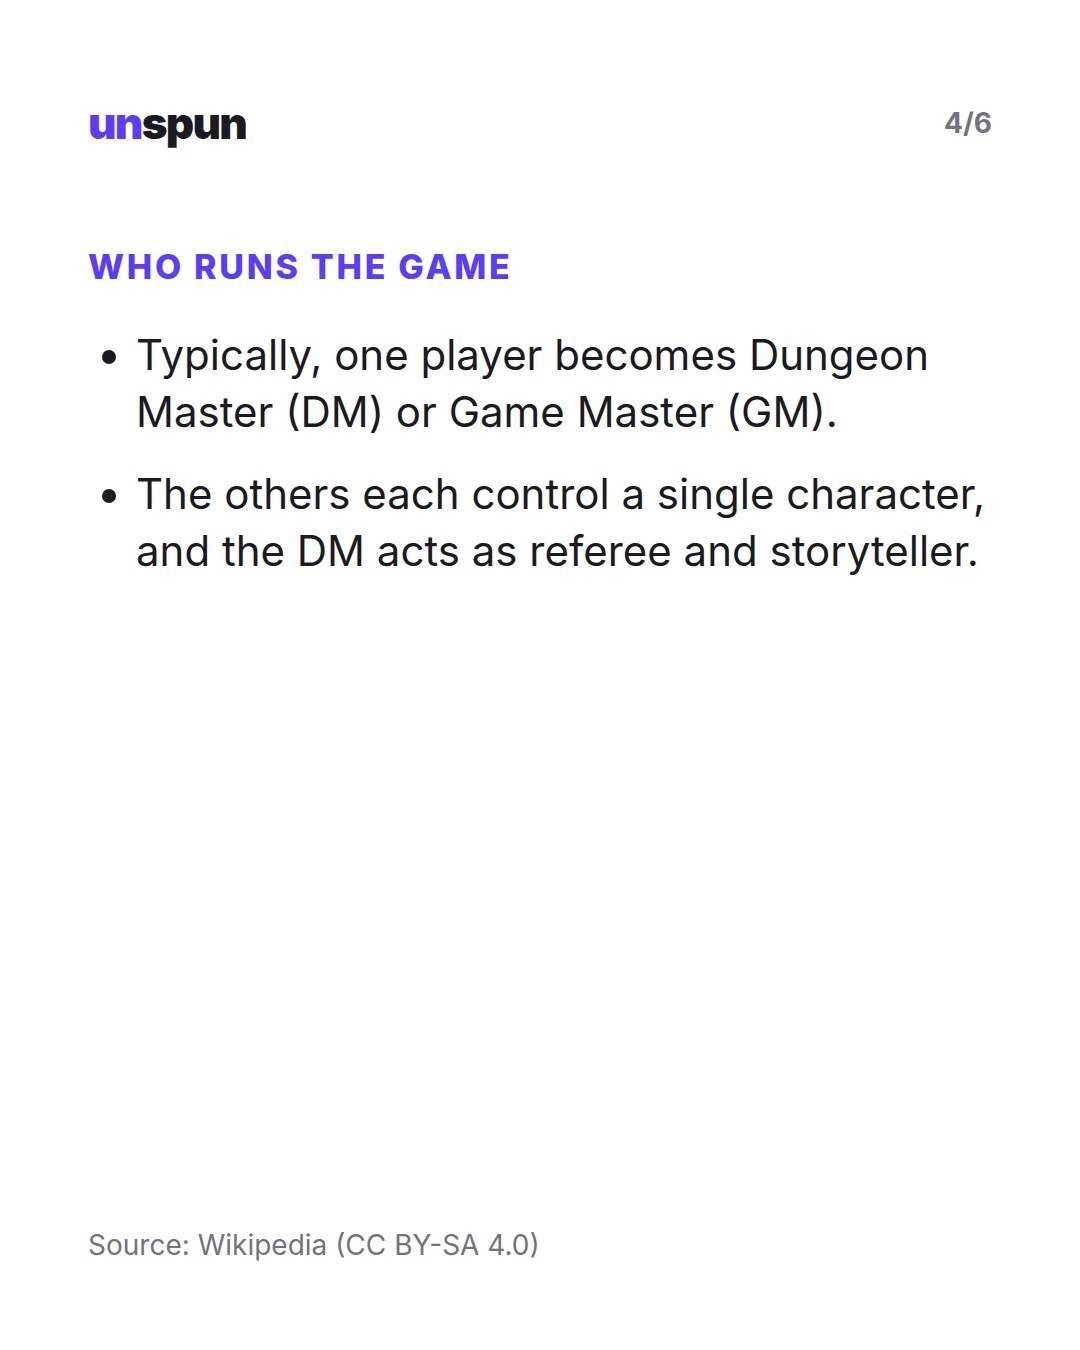 unspun
4/6
WHO RUNS THE GAME
• Typically, one player becomes Dungeon
Master (DM) or Game Master (GM).
• The others each control a single character,
and the DM acts as referee and storyteller.
Source: Wikipedia (CC BY-SA 4.0)